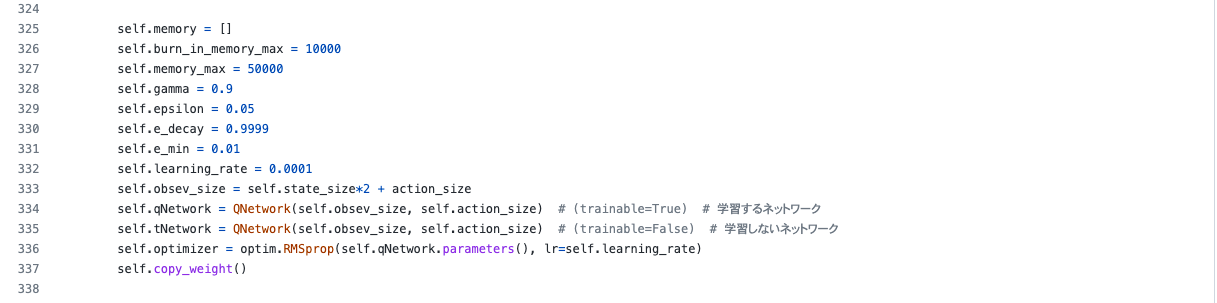 324
325 self.memory = []
326 self.burn_in_memory_max = 10000
327 self.memory_max = 50000
328 self.gamma = 0.9
329 self.epsilon = 0.05
330 self.e_decay = 0.9999
331 self.e_min = 0.01
332 self.learning_rate = 0.0001
333 self.obsev_size = self.state_size*2 + action_size
334 self.qNetwork = QNetwork(self.obsev_size, self.action_size)  # (trainable=True)  # 学習するネットワーク
335 self.tNetwork = QNetwork(self.obsev_size, self.action_size)  # (trainable=False)  # 学習しないネットワーク
336 self.optimizer = optim.RMSprop(self.qNetwork.parameters(), lr=self.learning_rate)
337 self.copy_weight()
338